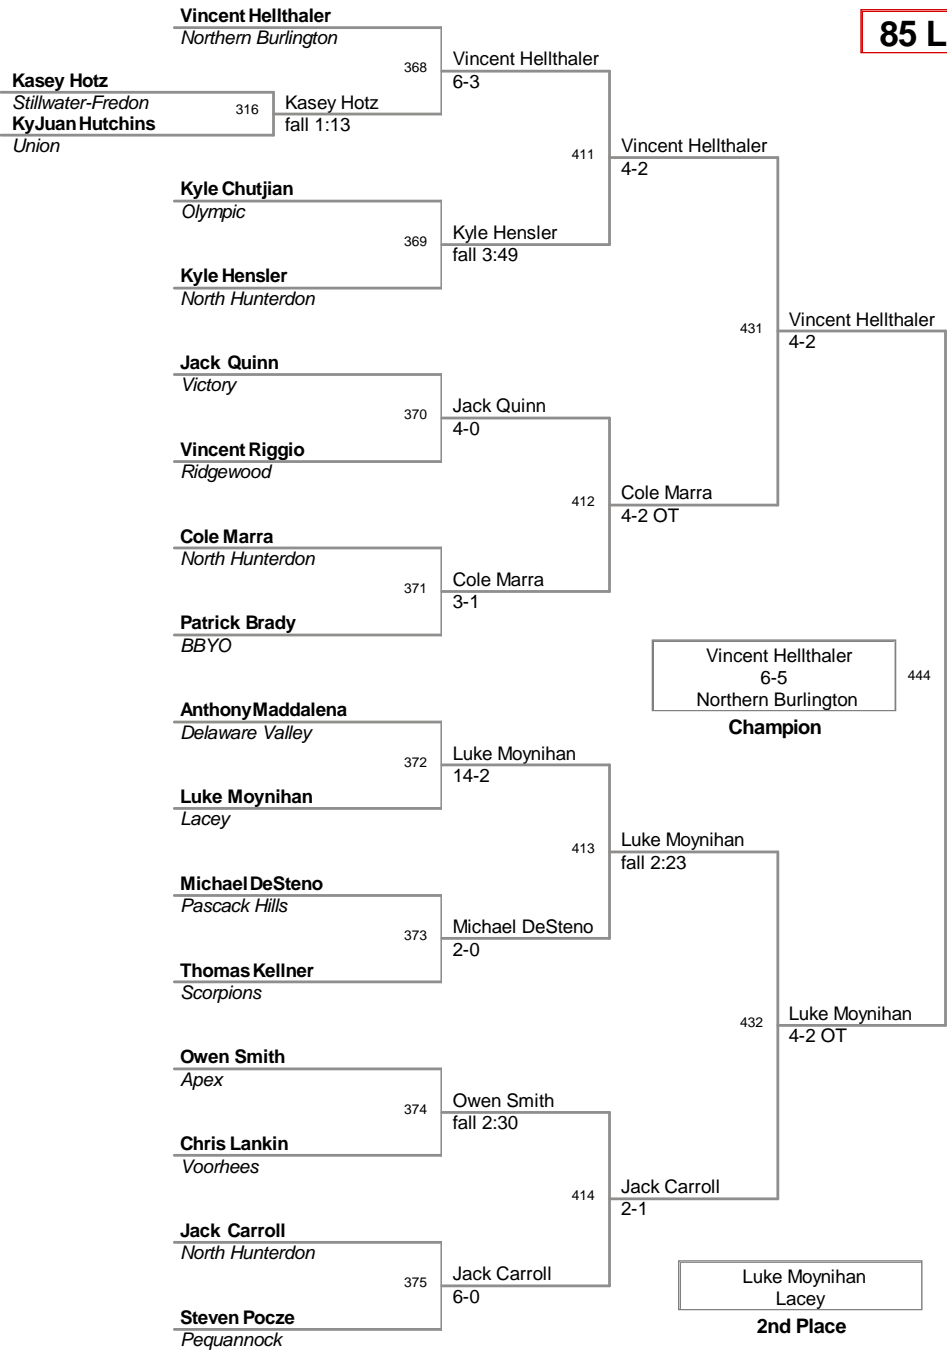 Vincent Hellthaler
Northern Burlington
85 L
368
Vincent Hellthaler
6-3
Kasey Hotz
Stillwater-Fredon
316
Kasey Hotz
fall 1:13
KyJuan Hutchins
Union
411
Vincent Hellthaler
4-2
Kyle Chutjian
Olympic
369
Kyle Hensler
fall 3:49
Kyle Hensler
North Hunterdon
431
Vincent Hellthaler
4-2
Jack Quinn
Victory
370
Jack Quinn
4-0
Vincent Riggio
Ridgewood
412
Cole Marra
4-2 OT
Cole Marra
North Hunterdon
371
Cole Marra
3-1
Patrick Brady
BBYO
Vincent Hellthaler
6-5
Northern Burlington
444
Champion
Anthony Maddalena
Delaware Valley
372
Luke Moynihan
14-2
Luke Moynihan
Lacey
413
Luke Moynihan
fall 2:23
Michael DeSteno
Pascack Hills
373
Michael DeSteno
2-0
Thomas Kellner
Scorpions
432
Luke Moynihan
4-2 OT
Owen Smith
Apex
374
Owen Smith
fall 2:30
Chris Lankin
Voorhees
414
Jack Carroll
2-1
Jack Carroll
North Hunterdon
375
Jack Carroll
6-0
Steven Pocze
Pequannock
Luke Moynihan
Lacey
2nd Place